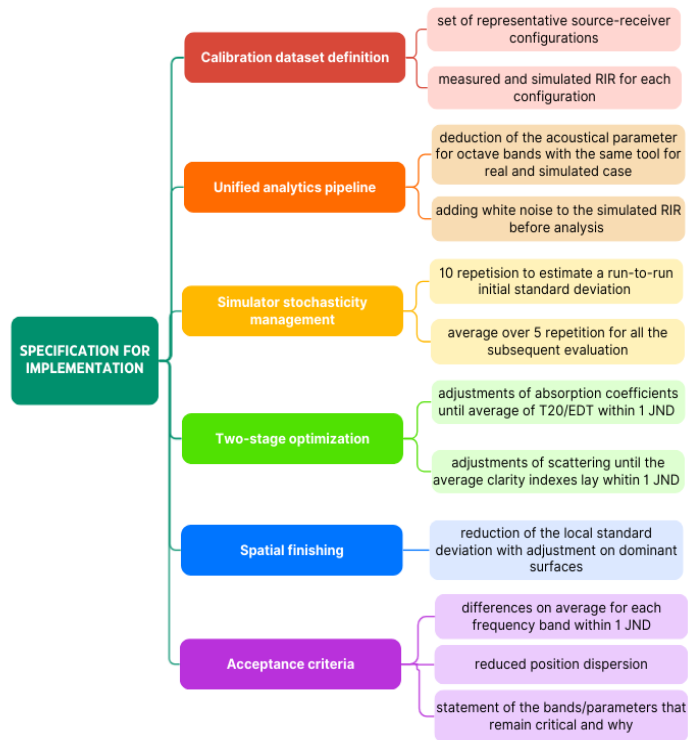 SPECIFICATION FOR
IMPLEMENTATION
Calibration dataset definition
set of representative source-receiver
configurations
measured and simulated RIR for each
configuration
Unified analytics pipeline
deduction of the acoustical parameter
for octave bands with the same tool for
real and simulated case
adding white noise to the simulated RIR
before analysis
Simulator stochasticity
management
10 repetision to estimate a run-to-run
initial standard deviation
average over 5 repetition for all the
subsequent evaluation
Two-stage optimization
adjustments of absorption coefficients
until average of T20/EDT within 1 JND
adjustments of scattering until the
average clarity indexes lay whitin 1 JND
Spatial finishing
reduction of the local standard
deviation with adjustment on dominant
surfaces
Acceptance criteria
differences on average for each
frequency band within 1 JND
reduced position dispersion
statement of the bands/parameters that
remain critical and why